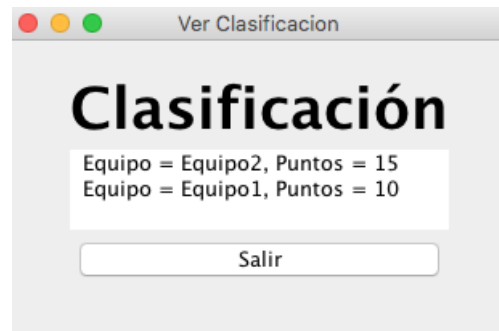 Ver Clasificacion
Clasificación
Equipo = Equipo2, Puntos = 15
Equipo = Equipo1, Puntos = 10
Salir